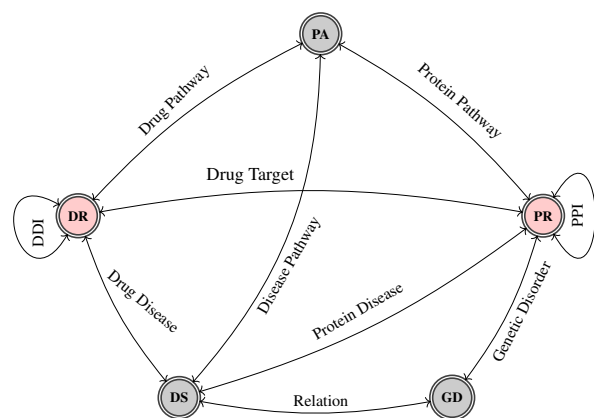 PA
Drug Pathway
Protein Pathway
Drug Target
DDI
DR
PR
PPI
Disease Pathway
Drug Disease
Protein Disease
Genetic Disorder
DS
Relation
GD